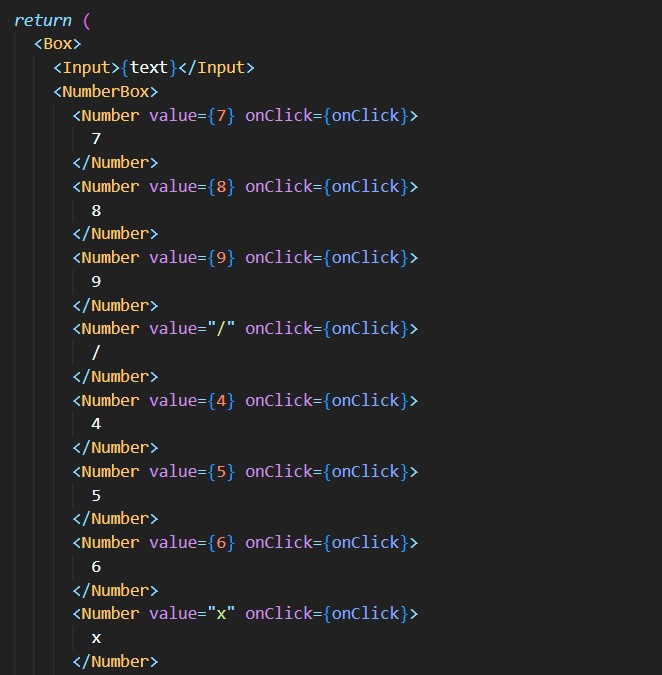 return (
<Box>
<Input>{text}</Input>
<NumberBox>
<Number value={7} onClick={onClick}>
7
</Number>
<Number value={8} onClick={onClick}>
8
</Number>
<Number value={9} onClick={onClick}>
9
</Number>
<Number value="/" onClick={onClick}>
/
</Number>
<Number value={4} onClick={onClick}>
4
</Number>
<Number value={5} onClick={onClick}>
5
</Number>
<Number value={6} onClick={onClick}>
6
</Number>
<Number value="x" onClick={onClick}>
x
</Number>